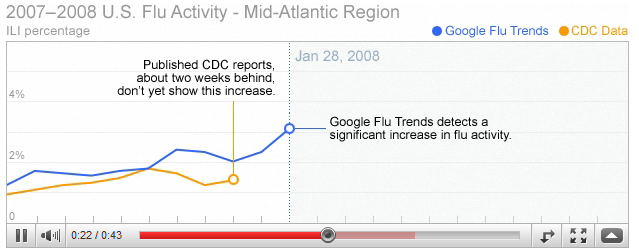 2007–2008 U.S. Flu Activity - Mid-Atlantic Region
ILI percentage
Google Flu Trends
CDC Data
Jan 28, 2008
Published CDC reports,
about two weeks behind,
don't yet show this increase.
4%
Google Flu Trends detects a
significant increase in flu activity.
2%
0
0:22 / 0:43